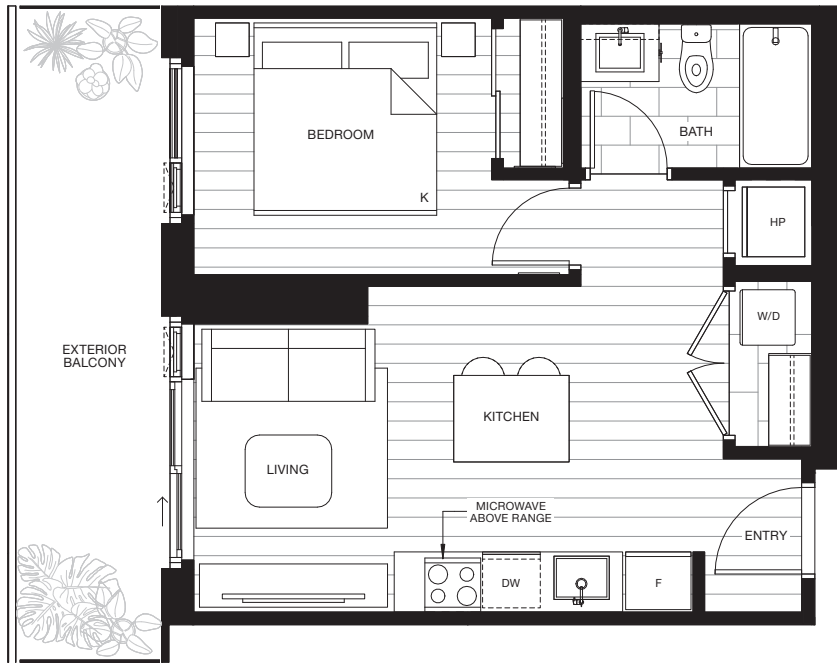 BEDROOM
K
BATH
HP
W/D
EXTERIOR
BALCONY
KITCHEN
LIVING
MICROWAVE
ABOVE RANGE
ENTRY
DW
F